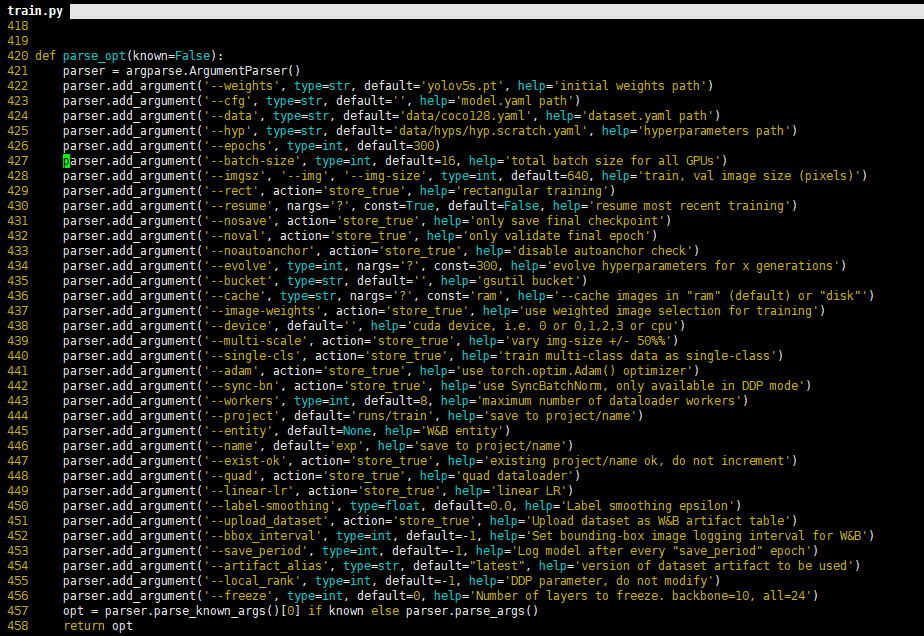 train.py
418
419
420 def parse_opt(known=False):
421     parser = argparse.ArgumentParser()
422     parser.add_argument('--weights', type=str, default='yolov5s.pt', help='initial weights path')
423     parser.add_argument('--cfg', type=str, default='', help='model.yaml path')
424     parser.add_argument('--data', type=str, default='data/coco128.yaml', help='dataset.yaml path')
425     parser.add_argument('--hyp', type=str, default='data/hyps/hyp.scratch.yaml', help='hyperparameters path')
426     parser.add_argument('--epochs', type=int, default=300)
427     parser.add_argument('--batch-size', type=int, default=16, help='total batch size for all GPUs')
428     parser.add_argument('--imgsz', '--img', '--img-size', type=int, default=640, help='train, val image size (pixels)')
429     parser.add_argument('--rect', action='store_true', help='rectangular training')
430     parser.add_argument('--resume', nargs='?', const=True, default=False, help='resume most recent training')
431     parser.add_argument('--nosave', action='store_true', help='only save final checkpoint')
432     parser.add_argument('--noval', action='store_true', help='only validate final epoch')
433     parser.add_argument('--noautoanchor', action='store_true', help='disable autoanchor check')
434     parser.add_argument('--evolve', type=int, nargs='?', const=300, help='evolve hyperparameters for x generations')
435     parser.add_argument('--bucket', type=str, default='', help='gsutil bucket')
436     parser.add_argument('--cache', type=str, nargs='?', const='ram', help='--cache images in "ram" (default) or "disk"')
437     parser.add_argument('--image-weights', action='store_true', help='use weighted image selection for training')
438     parser.add_argument('--device', default='', help='cuda device, i.e. 0 or 0,1,2,3 or cpu')
439     parser.add_argument('--multi-scale', action='store_true', help='vary img-size +/- 50%%')
440     parser.add_argument('--single-cls', action='store_true', help='train multi-class data as single-class')
441     parser.add_argument('--adam', action='store_true', help='use torch.optim.Adam() optimizer')
442     parser.add_argument('--sync-bn', action='store_true', help='use SyncBatchNorm, only available in DDP mode')
443     parser.add_argument('--workers', type=int, default=8, help='maximum number of dataloader workers')
444     parser.add_argument('--project', default='runs/train', help='save to project/name')
445     parser.add_argument('--entity', default=None, help='W&B entity')
446     parser.add_argument('--name', default='exp', help='save to project/name')
447     parser.add_argument('--exist-ok', action='store_true', help='existing project/name ok, do not increment')
448     parser.add_argument('--quad', action='store_true', help='quad dataloader')
449     parser.add_argument('--linear-lr', action='store_true', help='linear LR')
450     parser.add_argument('--label-smoothing', type=float, default=0.0, help='Label smoothing epsilon')
451     parser.add_argument('--upload_dataset', action='store_true', help='Upload dataset as W&B artifact table')
452     parser.add_argument('--bbox_interval', type=int, default=-1, help='Set bounding-box image logging interval for W&B')
453     parser.add_argument('--save_period', type=int, default=-1, help='Log model after every "save_period" epoch')
454     parser.add_argument('--artifact_alias', type=str, default="latest", help='version of dataset artifact to be used')
455     parser.add_argument('--local_rank', type=int, default=-1, help='DDP parameter, do not modify')
456     parser.add_argument('--freeze', type=int, default=0, help='Number of layers to freeze. backbone=10, all=24')
457     opt = parser.parse_known_args()[0] if known else parser.parse_args()
458     return opt